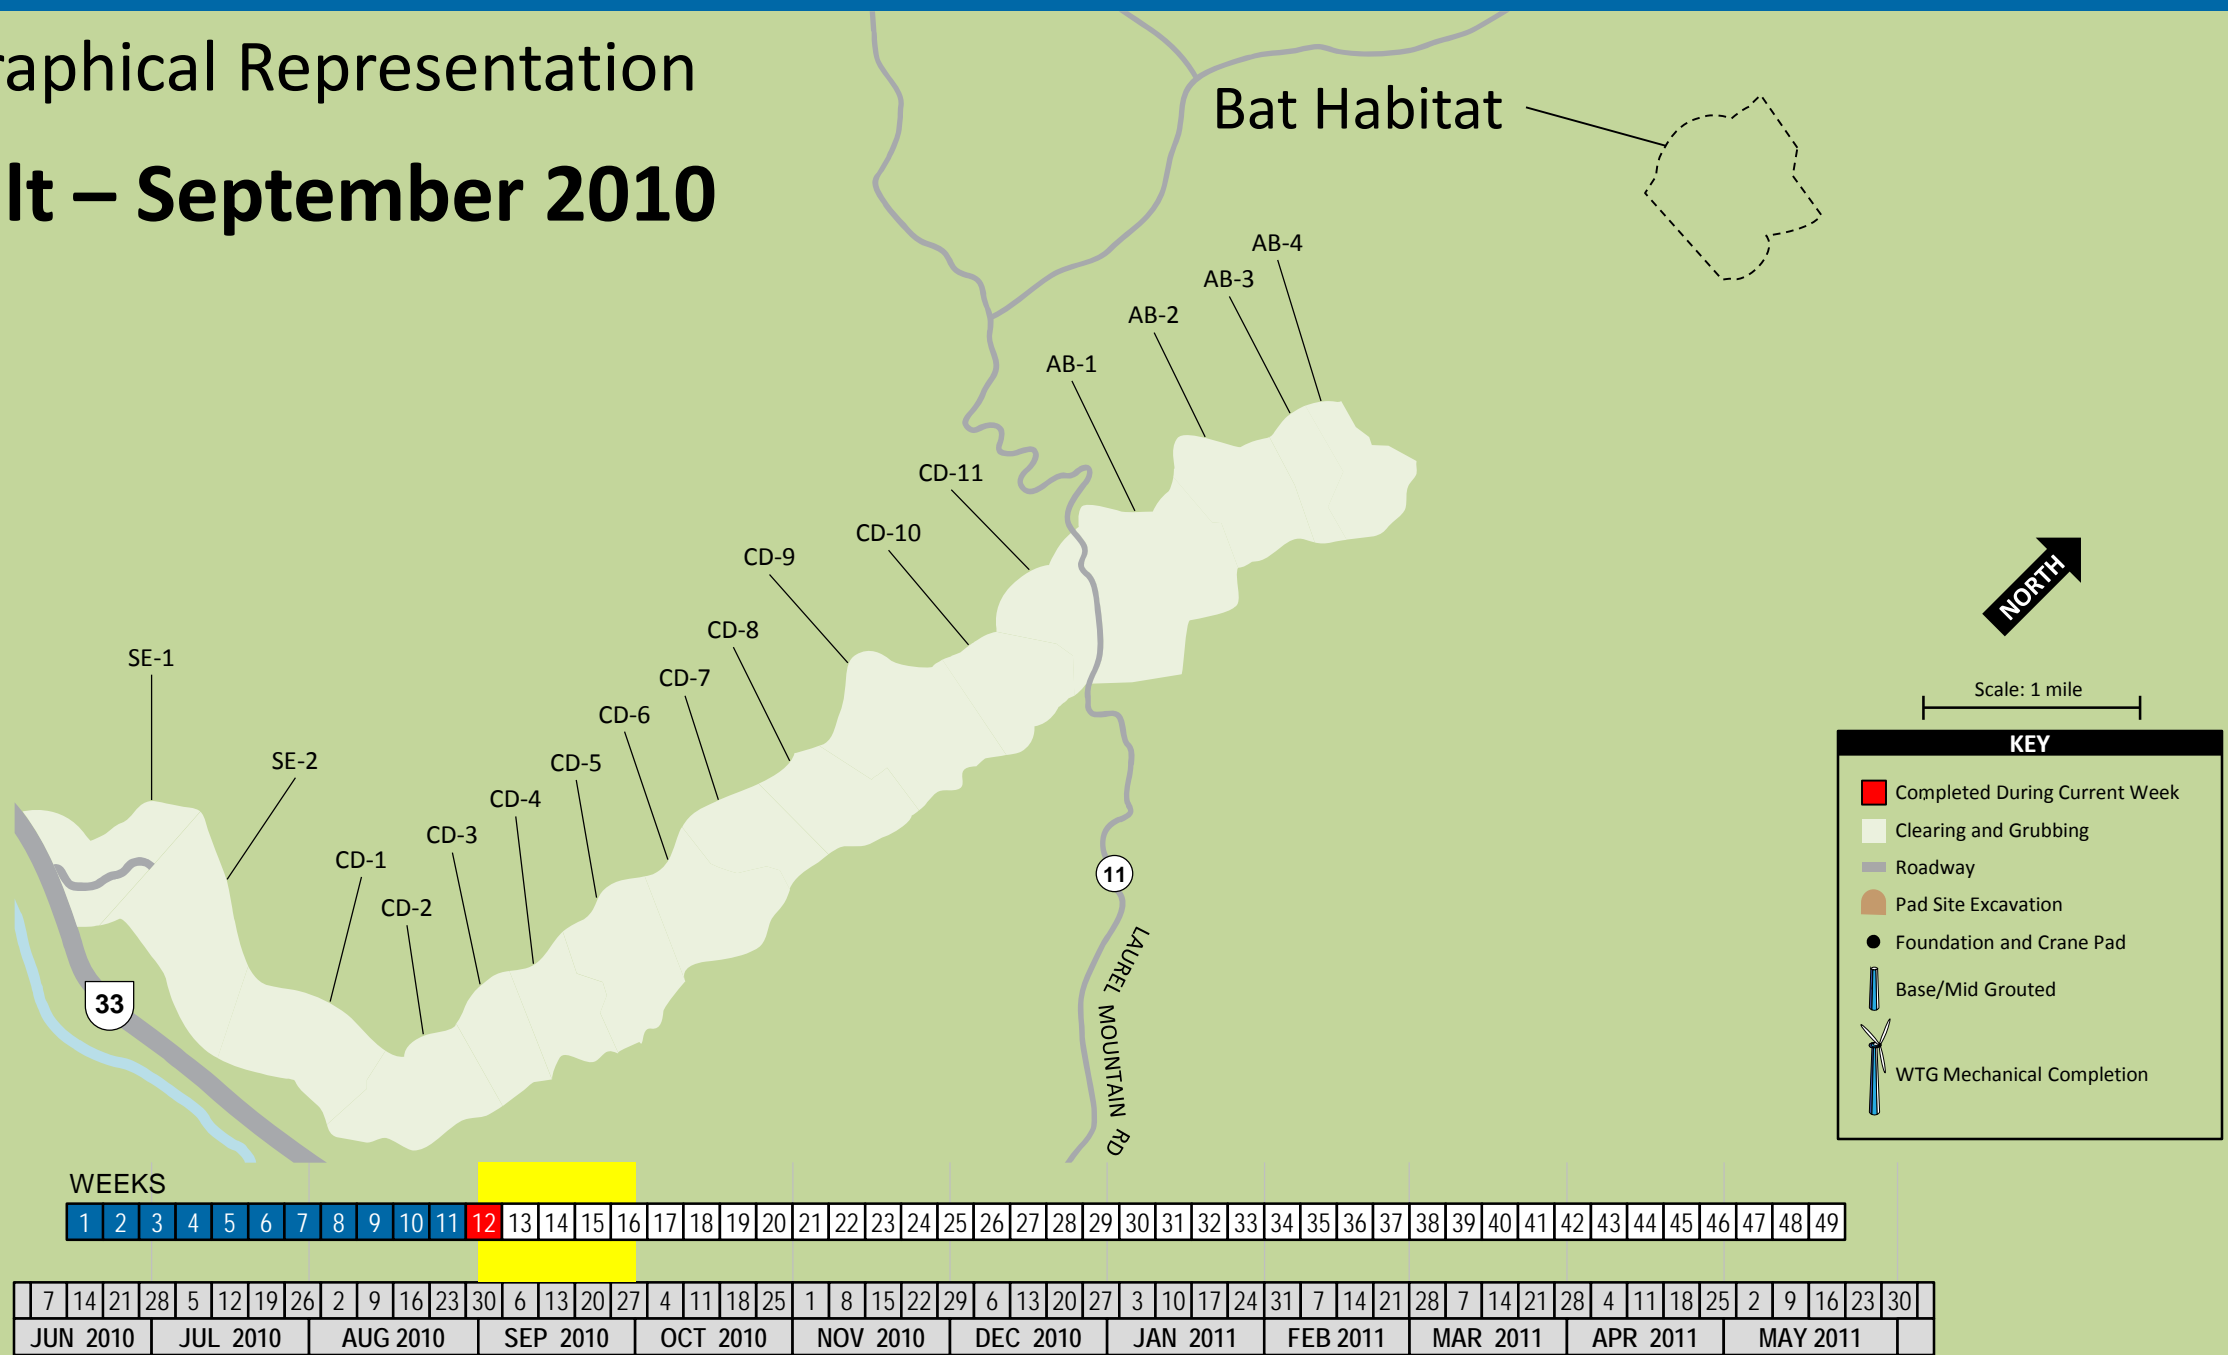 raphical Representation
lt – September 2010
Bat Habitat
AB-4
AB-3
AB-2
AB-1
CD-11
CD-10
CD-9
CD-8
CD-7
CD-6
CD-5
CD-4
CD-3
CD-2
CD-1
SE-2
SE-1
NORTH
Scale: 1 mile
KEY
Completed During Current Week
Clearing and Grubbing
Roadway
Pad Site Excavation
Foundation and Crane Pad
Base/Mid Grouted
WTG Mechanical Completion
11
LAUREL MOUNTAIN RD
33
WEEKS
1 2 3 4 5 6 7 8 9 10 11 12 13 14 15 16 17 18 19 20 21 22 23 24 25 26 27 28 29 30 31 32 33 34 35 36 37 38 39 40 41 42 43 44 45 46 47 48 49
7 14 21 28 5 12 19 26 2 9 16 23 30 6 13 20 27 4 11 18 25 1 8 15 22 29 6 13 20 27 3 10 17 24 31 7 14 21 28 7 14 21 28 4 11 18 25 2 9 16 23 30
JUN 2010 JUL 2010 AUG 2010 SEP 2010 OCT 2010 NOV 2010 DEC 2010 JAN 2011 FEB 2011 MAR 2011 APR 2011 MAY 2011